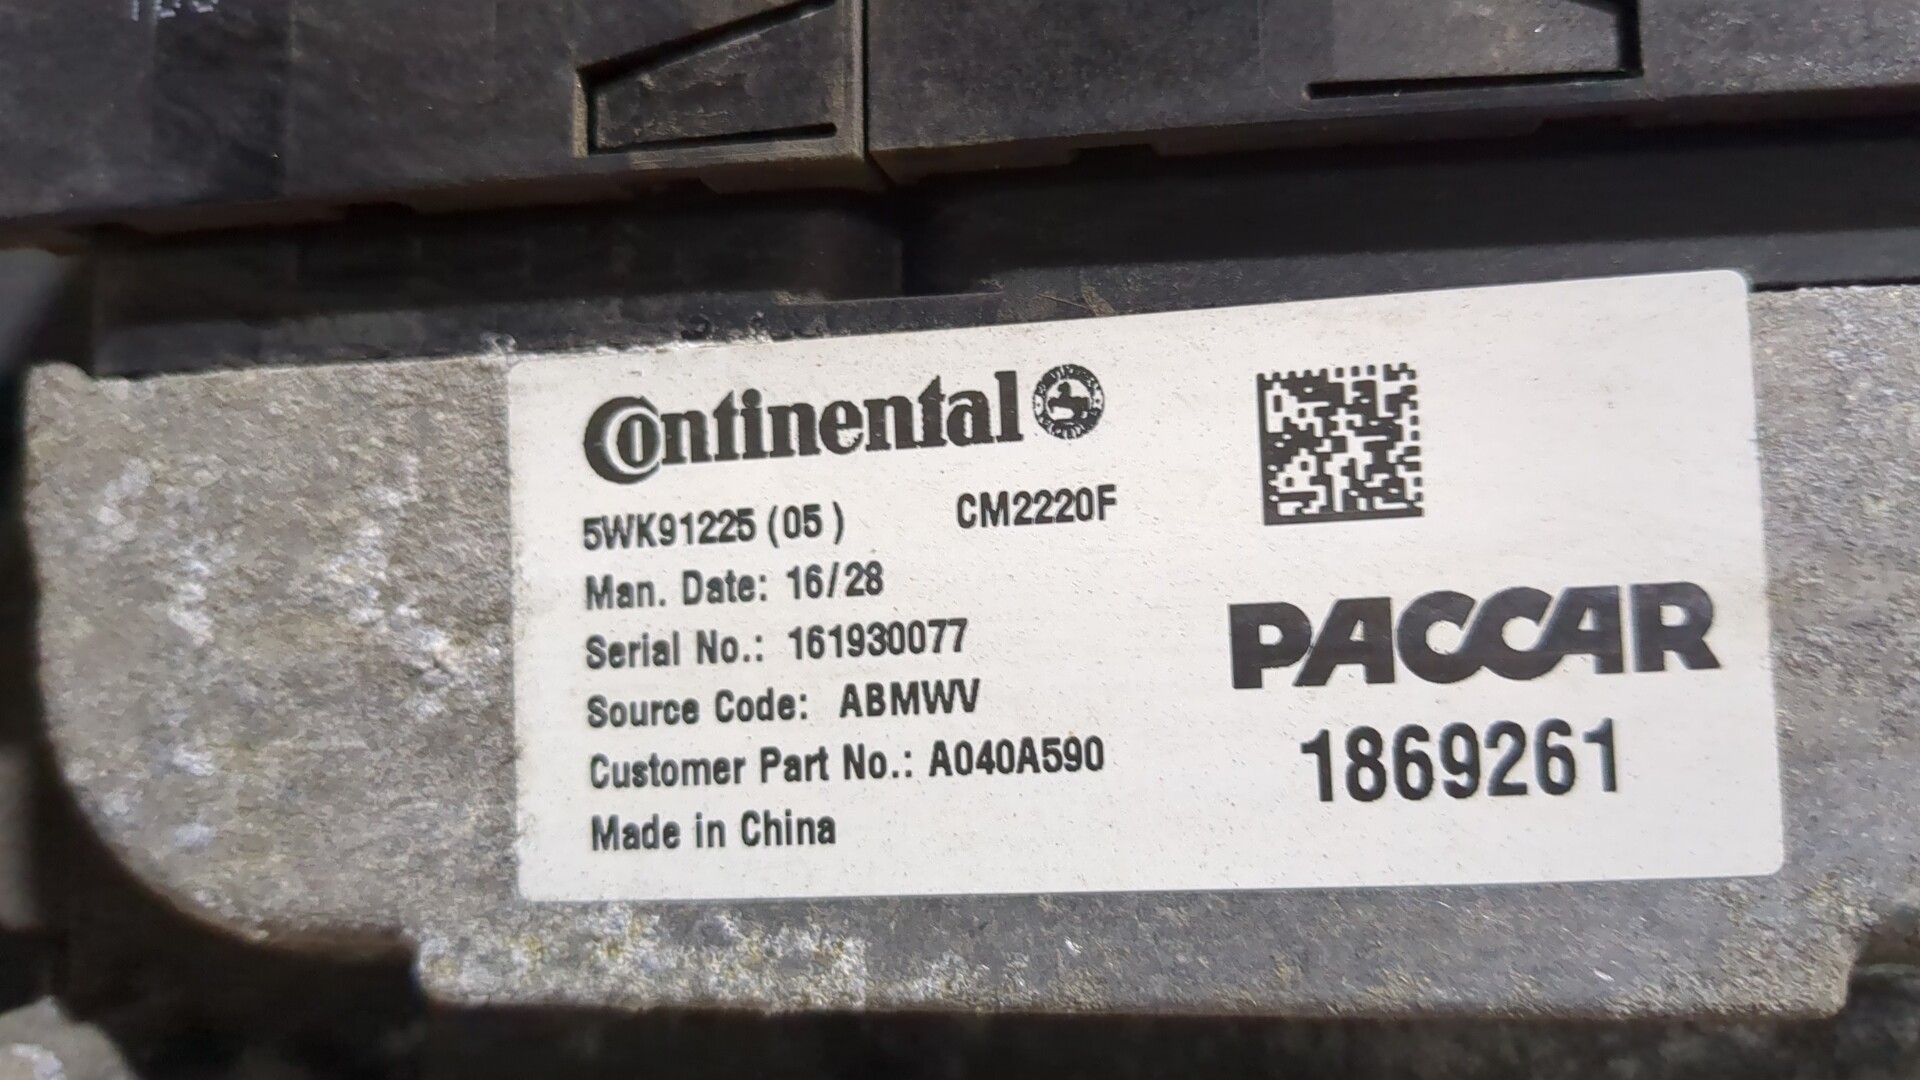 Continental
5WK91225 (05 ) CM2220F
Man. Date: 16/28
Serial No.: 161930077
Source Code: ABMWV
Customer Part No.: A040A590
Made in China
PACCAR
1869261